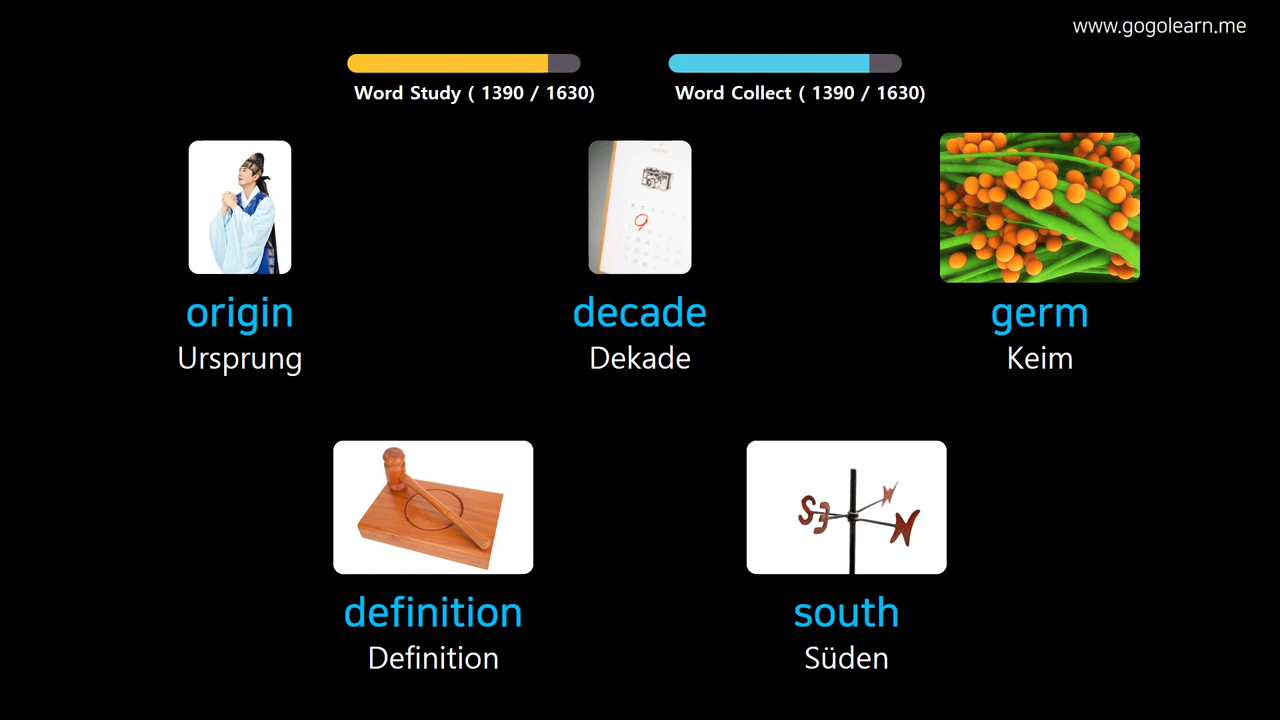 www.gogolearn.me
Word Study ( 1390 / 1630)
Word Collect ( 1390 / 1630)
origin
Ursprung
decade
Dekade
germ
Keim
definition
Definition
south
Süden